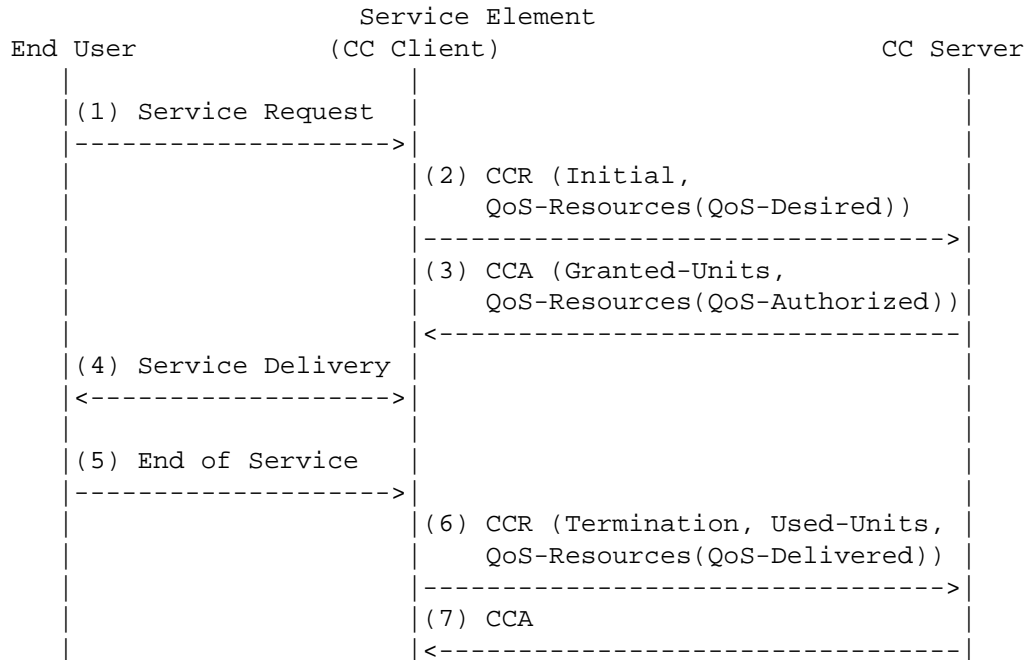 Service Element
End User (CC Client) CC Server
(1) Service Request
(2) CCR (Initial,
QoS-Resources(QoS-Desired))
(3) CCA (Granted-Units,
QoS-Resources(QoS-Authorized))
(4) Service Delivery
(5) End of Service
(6) CCR (Termination, Used-Units,
QoS-Resources(QoS-Delivered))
(7) CCA